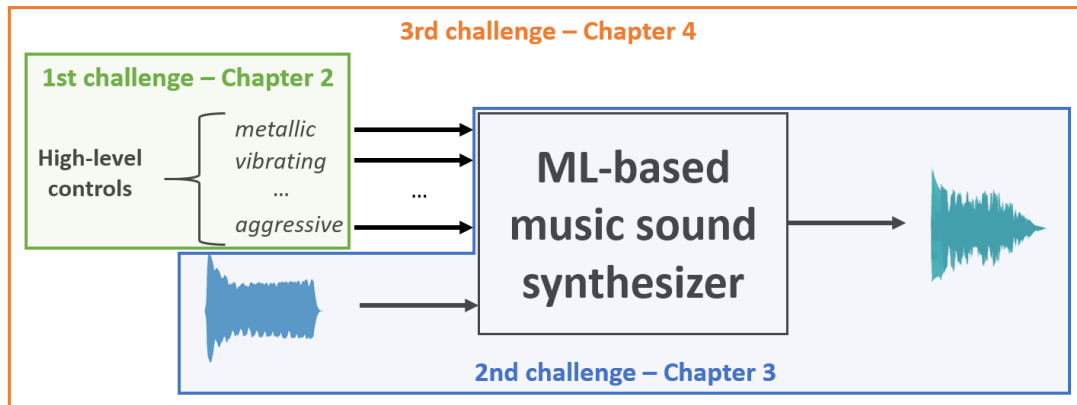 3rd challenge – Chapter 4
1st challenge – Chapter 2
High-level
controls
metallic
vibrating
...
aggressive
...
ML-based
music sound
synthesizer
2nd challenge – Chapter 3